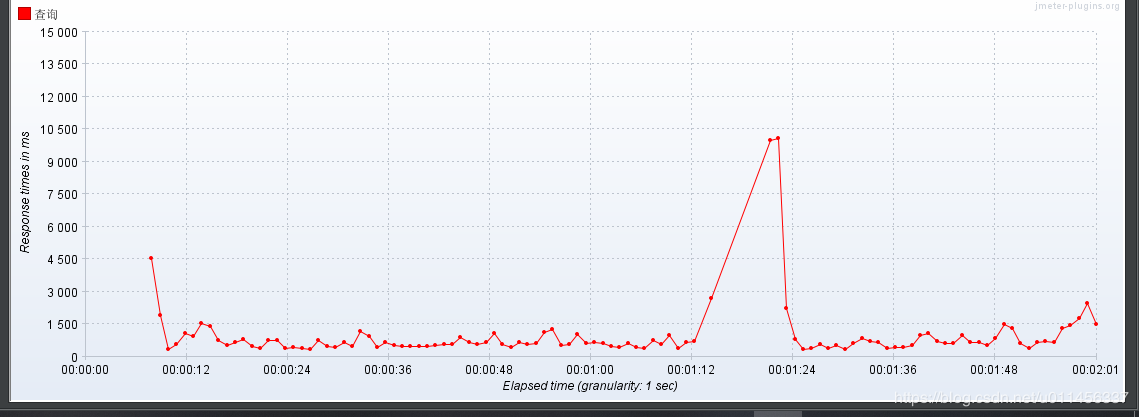 查询
jmeter-plugins.org
15 000
13 500
12 000
10 500
9 000
7 500
6 000
4 500
3 000
1 500
0
Response times in ms
00:00:00 00:00:12 00:00:24 00:00:36 00:00:48 00:01:00 00:01:12 00:01:24 00:01:36 00:01:48 00:02:01
Elapsed time (granularity: 1 sec)
https://blog.csdn.net/u011456337